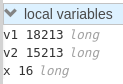 local variables
v1 18213 long
v2 15213 long
x 16 long